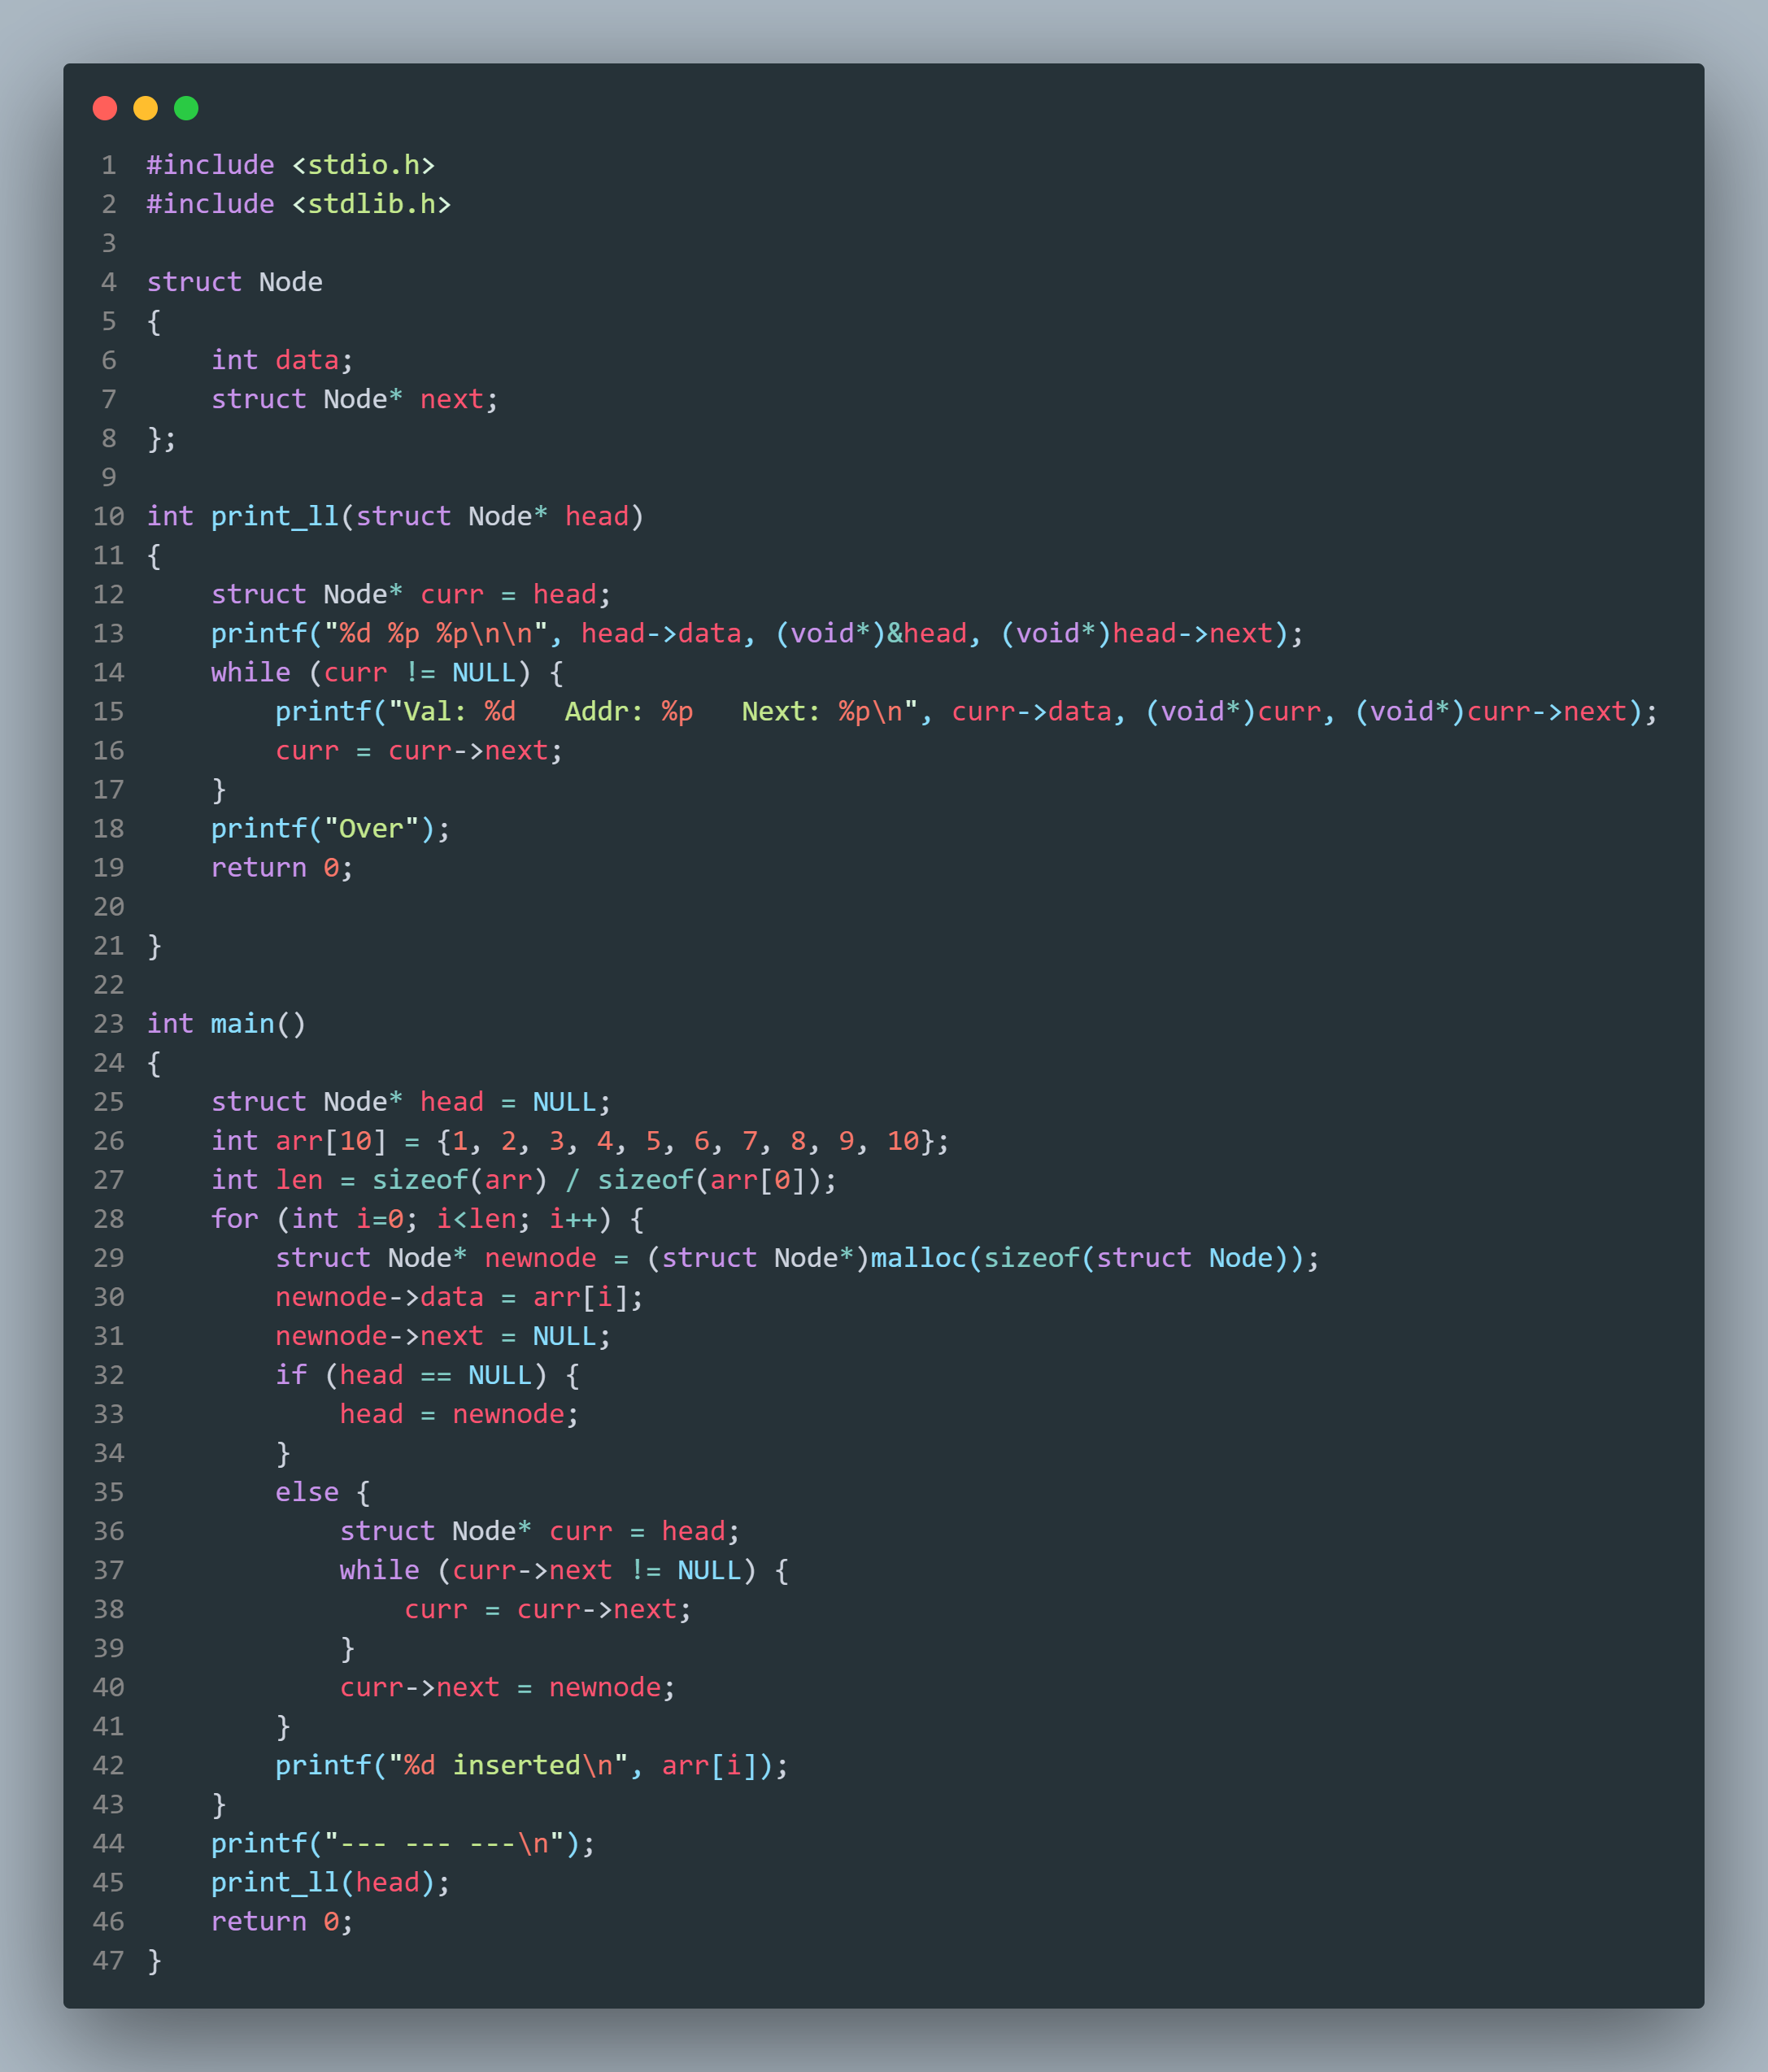 1 #include <stdio.h>
2 #include <stdlib.h>
3
4 struct Node
5 {
6     int data;
7     struct Node* next;
8 };
9
10 int print_ll(struct Node* head)
11 {
12     struct Node* curr = head;
13     printf("%d %p %p\n\n", head->data, (void*)&head, (void*)head->next);
14     while (curr != NULL) {
15         printf("Val: %d   Addr: %p   Next: %p\n", curr->data, (void*)curr, (void*)curr->next);
16         curr = curr->next;
17     }
18     printf("Over");
19     return 0;
20
21 }
22
23 int main()
24 {
25     struct Node* head = NULL;
26     int arr[10] = {1, 2, 3, 4, 5, 6, 7, 8, 9, 10};
27     int len = sizeof(arr) / sizeof(arr[0]);
28     for (int i=0; i<len; i++) {
29         struct Node* newnode = (struct Node*)malloc(sizeof(struct Node));
30         newnode->data = arr[i];
31         newnode->next = NULL;
32         if (head == NULL) {
33             head = newnode;
34         }
35         else {
36             struct Node* curr = head;
37             while (curr->next != NULL) {
38                 curr = curr->next;
39             }
40             curr->next = newnode;
41         }
42         printf("%d inserted\n", arr[i]);
43     }
44     printf("--- --- ---\n");
45     print_ll(head);
46     return 0;
47 }